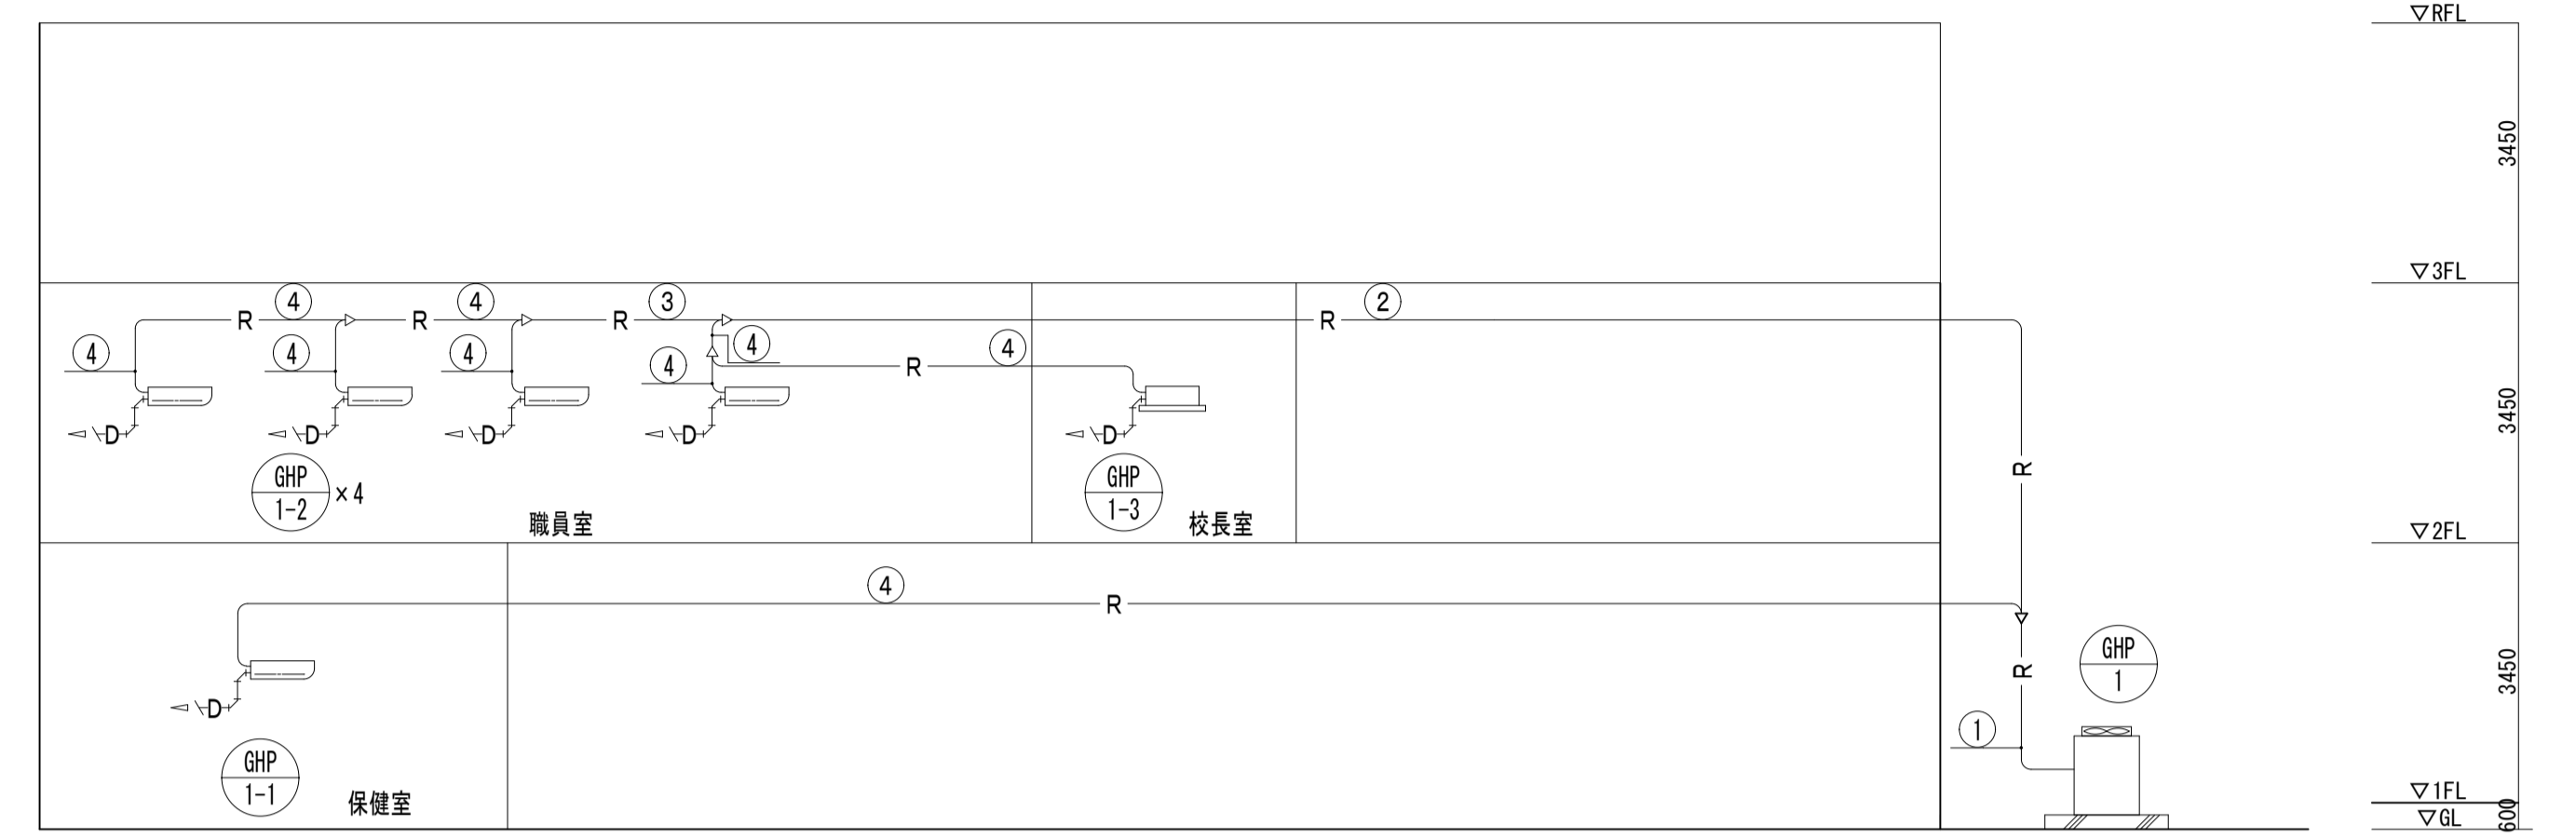 ▽RFL
3450
▽3FL
④ ④ ③ ②
R R R R
④ ④ ④ ④ ④ ④
R
3450
D D D D D
R
GHP
1-2
×4
GHP
1-3
職員室
校長室
▽2FL
④
R
GHP
1
R
3450
D
①
GHP
1-1
保健室
▽1FL
600
▽GL